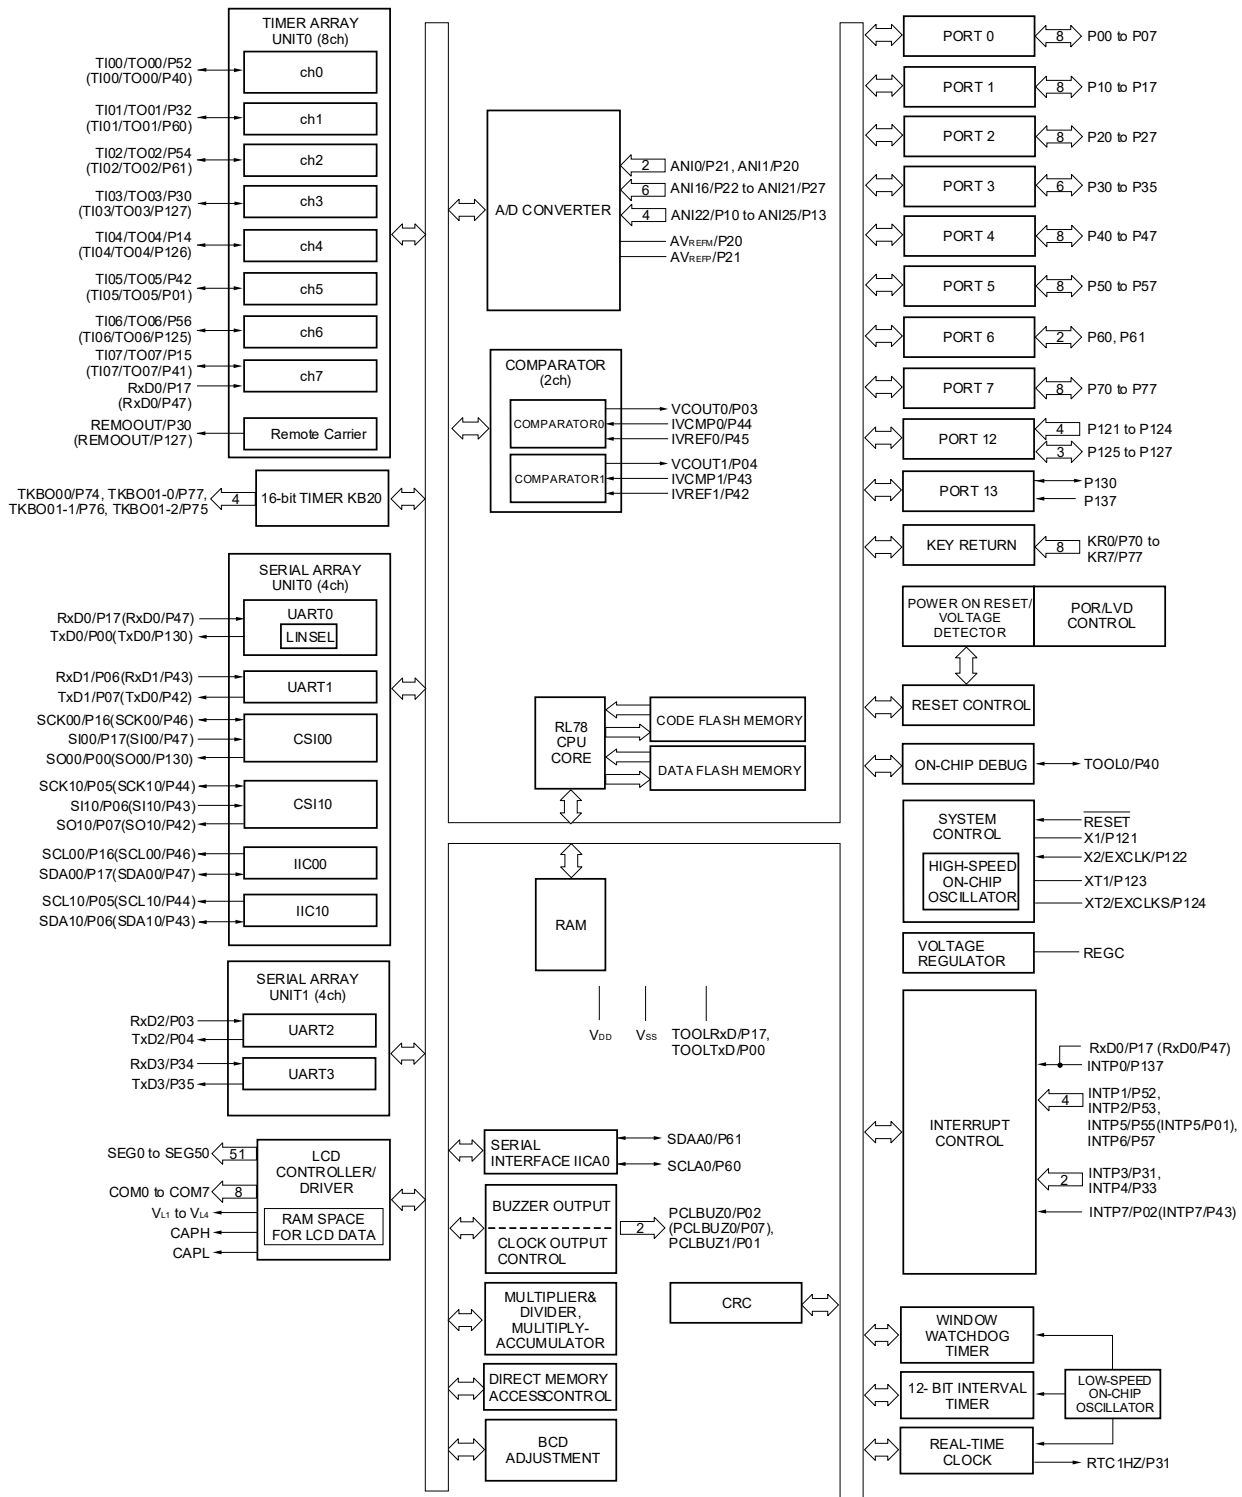 TIMER ARRAY
UNIT0 (8ch)
TI00/TO00/P52
(TI00/TO00/P40)
ch0
TI01/TO01/P32
(TI01/TO01/P60)
ch1
TI02/TO02/P54
(TI02/TO02/P61)
ch2
TI03/TO03/P30
(TI03/TO03/P127)
ch3
TI04/TO04/P14
(TI04/TO04/P126)
ch4
TI05/TO05/P42
(TI05/TO05/P01)
ch5
TI06/TO06/P56
(TI06/TO06/P125)
ch6
TI07/TO07/P15
(TI07/TO07/P41)
RxD0/P17
(RxD0/P47)
ch7
REMOOUT/P30
(REMOOUT/P127)
Remote Carrier
TKBO00/P74, TKBO01-0/P77,
TKBO01-1/P76, TKBO01-2/P75
4
16-bit TIMER KB20
SERIAL ARRAY
UNIT0 (4ch)
RxD0/P17(RxD0/P47)
TxD0/P00(TxD0/P130)
UART0
LINSEL
RxD1/P06(RxD1/P43)
TxD1/P07(TxD0/P42)
UART1
SCK00/P16(SCK00/P46)
SI00/P17(SI00/P47)
SO00/P00(SO00/P130)
CSI00
SCK10/P05(SCK10/P44)
SI10/P06(SI10/P43)
SO10/P07(SO10/P42)
CSI10
SCL00/P16(SCL00/P46)
SDA00/P17(SDA00/P47)
IIC00
SCL10/P05(SCL10/P44)
SDA10/P06(SDA10/P43)
IIC10
SERIAL ARRAY
UNIT1 (4ch)
RxD2/P03
TxD2/P04
UART2
RxD3/P34
TxD3/P35
UART3
SEG0 to SEG50
51
COM0 to COM7
8
VL1 to VL4
CAPH
CAPL
LCD
CONTROLLER/
DRIVER
RAM SPACE
FOR LCD DATA
A/D CONVERTER
2
ANI0/P21, ANI1/P20
6
ANI16/P22 to ANI21/P27
4
ANI22/P10 to ANI25/P13
AVREFM/P20
AVREFP/P21
COMPARATOR
(2ch)
COMPARATOR0
VCOUT0/P03
IVCMP0/P44
IVREF0/P45
COMPARATOR1
VCOUT1/P04
IVCMP1/P43
IVREF1/P42
RL78
CPU
CORE
CODE FLASH MEMORY
DATA FLASH MEMORY
RAM
VDD
VSS
TOOLRxD/P17,
TOOLTxD/P00
SERIAL
INTERFACE IICA0
SDAA0/P61
SCLA0/P60
BUZZER OUTPUT
CLOCK OUTPUT
CONTROL
2
PCLBUZ0/P02
(PCLBUZ0/P07),
PCLBUZ1/P01
MULTIPLIER&
DIVIDER,
MULITIPLY-
ACCUMULATOR
DIRECT MEMORY
ACCESSCONTROL
BCD
ADJUSTMENT
CRC
PORT 0
8
P00 to P07
PORT 1
8
P10 to P17
PORT 2
8
P20 to P27
PORT 3
6
P30 to P35
PORT 4
8
P40 to P47
PORT 5
8
P50 to P57
PORT 6
2
P60, P61
PORT 7
8
P70 to P77
PORT 12
4
P121 to P124
3
P125 to P127
PORT 13
P130
P137
KEY RETURN
8
KR0/P70 to
KR7/P77
POWER ON RESET/
VOLTAGE
DETECTOR
POR/LVD
CONTROL
RESET CONTROL
ON-CHIP DEBUG
TOOL0/P40
SYSTEM
CONTROL
HIGH-SPEED
ON-CHIP
OSCILLATOR
RESET
X1/P121
X2/EXCLK/P122
XT1/P123
XT2/EXCLKS/P124
VOLTAGE
REGULATOR
REGC
INTERRUPT
CONTROL
RxD0/P17 (RxD0/P47)
INTP0/P137
4
INTP1/P52,
INTP2/P53,
INTP5/P55(INTP5/P01),
INTP6/P57
2
INTP3/P31,
INTP4/P33
INTP7/P02(INTP7/P43)
WINDOW
WATCHDOG
TIMER
12- BIT INTERVAL
TIMER
LOW-SPEED
ON-CHIP
OSCILLATOR
REAL-TIME
CLOCK
RTC1HZ/P31